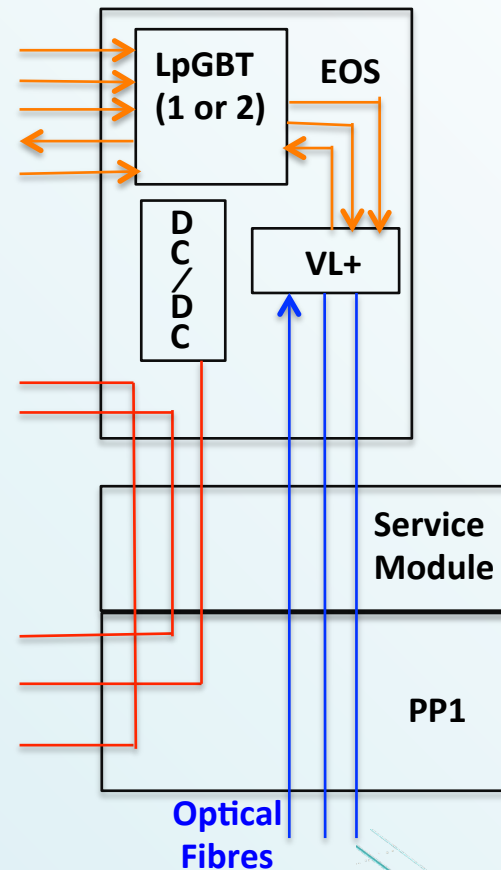 LpGBT
(1 or 2)
EOS
D
C
/
D
C
VL+
Service
Module
PP1
Optical
Fibres